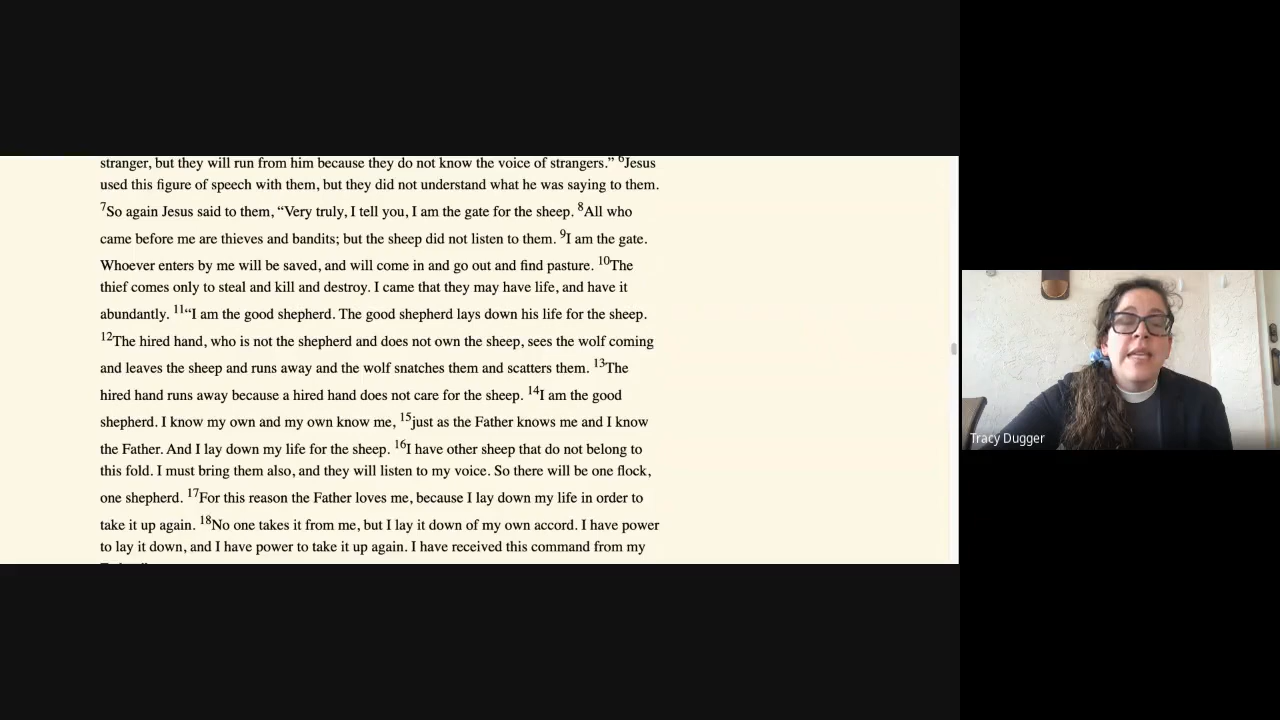 stranger, but they will run from him because they do not know the voice of strangers.” 6Jesus
used this figure of speech with them, but they did not understand what he was saying to them.
7So again Jesus said to them, “Very truly, I tell you, I am the gate for the sheep. 8All who
came before me are thieves and bandits; but the sheep did not listen to them. 9I am the gate.
Whoever enters by me will be saved, and will come in and go out and find pasture. 10The
thief comes only to steal and kill and destroy. I came that they may have life, and have it
abundantly. 11“I am the good shepherd. The good shepherd lays down his life for the sheep.
12The hired hand, who is not the shepherd and does not own the sheep, sees the wolf coming
and leaves the sheep and runs away and the wolf snatches them and scatters them. 13The
hired hand runs away because a hired hand does not care for the sheep. 14I am the good
shepherd. I know my own and my own know me, 15just as the Father knows me and I know
the Father. And I lay down my life for the sheep. 16I have other sheep that do not belong to
this fold. I must bring them also, and they will listen to my voice. So there will be one flock,
one shepherd. 17For this reason the Father loves me, because I lay down my life in order to
take it up again. 18No one takes it from me, but I lay it down of my own accord. I have power
to lay it down, and I have power to take it up again. I have received this command from my
Tracy Dugger